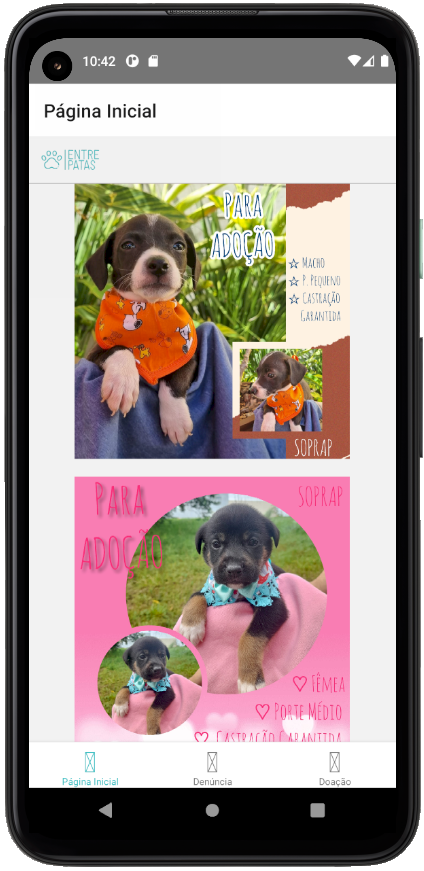 10:42
Página Inicial
ENTRE
PATAS
PARA
ADOÇÃO
MACHO
P. PEQUENO
CASTRAÇÃO
GARANTIDA
SOPRAP
PARA
ADOÇÃO
SOPRAP
FÊMEA
PORTE MÉDIO
CASTRAÇÃO GARANTIDA
Página Inicial
Denúncia
Doação